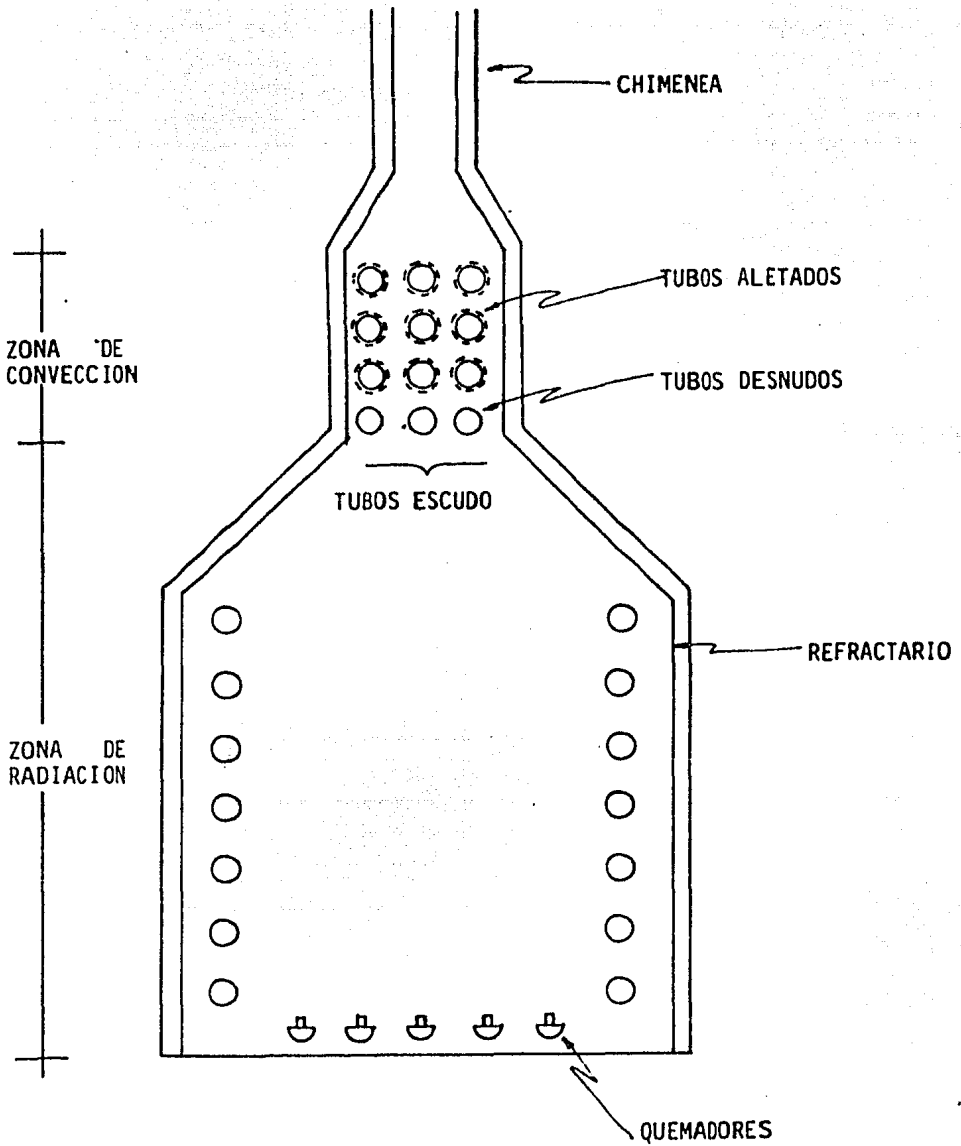 CHIMENEA
TUBOS ALETADOS
ZONA DE
CONVECCION
TUBOS DESNUDOS
TUBOS ESCUDO
REFRACTARIO
ZONA DE
RADIACION
QUEMADORES